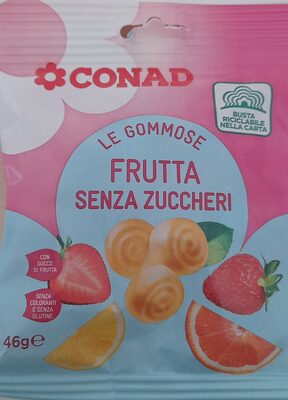 CONAD
BUSTA
RICICLABILE
NELLA CARTA
LE GOMMOSE
FRUTTA
SENZA ZUCCHERI
CON
SUCCO
DI FRUTTA
SENZA
COLORANTI
E SENZA
GLUTINE
46g℮